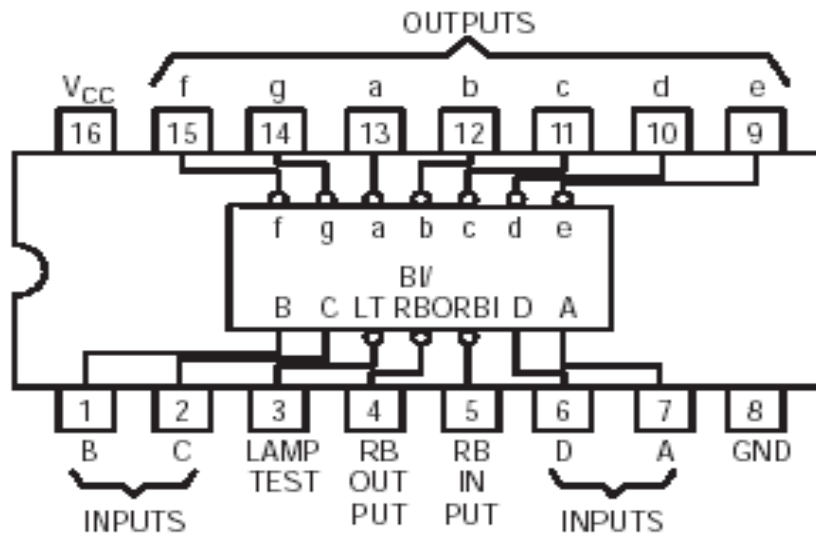 OUTPUTS
VCC f g a b c d e
16 15 14 13 12 11 10 9
f g a b c d e
BI/
B C LT RBO RBI D A
1 2 3 4 5 6 7 8
B C LAMP RB RB D A GND
TEST OUT IN
PUT PUT
INPUTS INPUTS